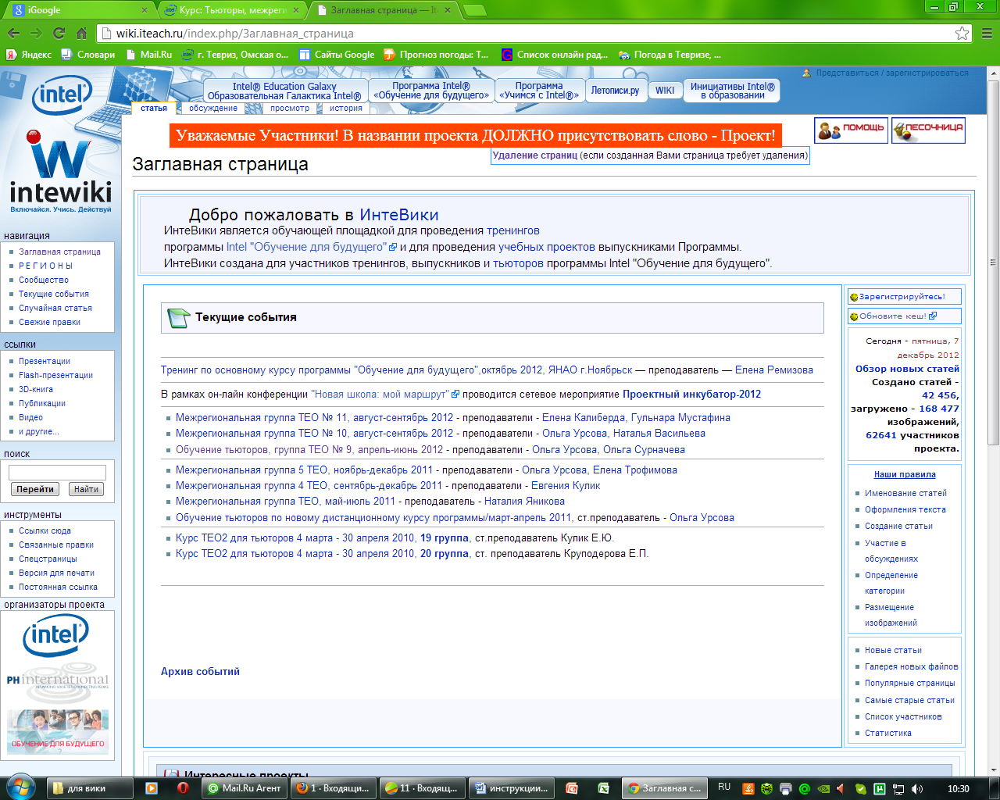 iGoogle
Курс: Тьюторы, межреги
Заглавная страница — Int
wiki.iteach.ru/index.php/Заглавная_страница
Яндекс
Словари
Mail.Ru
г. Тевриз, Омская о...
Сайты Google
Прогноз погоды: Т...
Список онлайн рад...
Погода в Тевризе, ...
Представиться / зарегистрироваться
Intel® Education Galaxy
Образовательная Галактика Intel®
Программа Intel®
«Обучение для будущего»
Программа
«Учимся с Intel®»
Летописи.ру
WIKI
Инициативы Intel®
в образовании
статья
обсуждение
просмотр
история
intel
intewiki
Включайся. Учись. Действуй
Уважаемые Участники! В названии проекта ДОЛЖНО присутствовать слово - Проект!
ПОМОЩЬ
ПЕСОЧНИЦА
Удаление страниц (если созданная Вами страница требует удаления)
Заглавная страница
Добро пожаловать в ИнтеВики
ИнтеВики является обучающей площадкой для проведения тренингов
программы Intel "Обучение для будущего" и для проведения учебных проектов выпускниками Программы.
ИнтеВики создана для участников тренингов, выпускников и тьюторов программы Intel "Обучение для будущего".
навигация
Заглавная страница
Р Е Г И О Н Ы
Сообщество
Текущие события
Случайная статья
Свежие правки
ссылки
Презентации
Flash-презентации
3D-книга
Публикации
Видео
и другие...
поиск
Перейти
Найти
инструменты
Ссылки сюда
Связанные правки
Спецстраницы
Версия для печати
Постоянная ссылка
организаторы проекта
intel
PH international
ОБУЧЕНИЕ ДЛЯ БУДУЩЕГО
Текущие события
Тренинг по основному курсу программы "Обучение для будущего",октябрь 2012, ЯНАО г.Ноябрьск — преподаватель — Елена Ремизова
В рамках он-лайн конференции "Новая школа: мой маршрут" проводится сетевое мероприятие Проектный инкубатор-2012
Межрегиональная группа ТЕО № 11, август-сентябрь 2012 - преподаватели - Елена Калиберда, Гульнара Мустафина
Межрегиональная группа ТЕО № 10, август-сентябрь 2012 - преподаватели - Ольга Урсова, Наталья Васильева
Обучение тьюторов, группа ТЕО № 9, апрель-июнь 2012 - преподаватели - Ольга Урсова, Ольга Сурначева
Межрегиональная группа 5 ТЕО, ноябрь-декабрь 2011 - преподаватели - Ольга Урсова, Елена Трофимова
Межрегиональная группа 4 ТЕО, сентябрь-декабрь 2011 - преподаватели - Евгения Кулик
Межрегиональная группа ТЕО, май-июль 2011 - преподаватель - Наталия Яникова
Обучение тьюторов по новому дистанционному курсу программы/март-апрель 2011, ст.преподаватель - Ольга Урсова
Курс ТЕО2 для тьюторов 4 марта - 30 апреля 2010, 19 группа, ст.преподаватель Кулик Е.Ю.
Курс ТЕО2 для тьюторов 4 марта - 30 апреля 2010, 20 группа, ст. преподаватель Круподерова Е.П.
Архив событий
Зарегистрируйтесь!
Обновите кеш!
Сегодня - пятница, 7
декабрь 2012
Обзор новых статей
Создано статей -
42 456,
загружено - 168 477
изображений,
62641 участников
проекта.
Наши правила
Именование статей
Оформления текста
Создание статьи
Участие в
обсуждениях
Определение
категории
Размещение
изображений
Новые статьи
Галерея новых файлов
Популярные страницы
Самые старые статьи
Список участников
Статистика
Интересные проекты
для вики
Mail.Ru Агент
1 · Входящи...
11 · Входящ...
инструкции...
Заглавная с...
RU
10:30